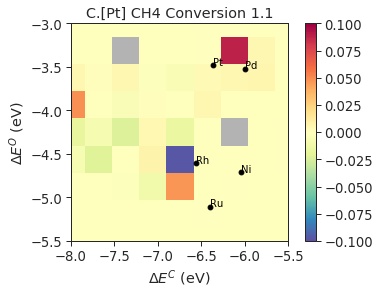 C.[Pt] CH4 Conversion 1.1
−3.0
−3.5
−4.0
−4.5
−5.0
−5.5
ΔE^O (eV)
Pt
Pd
Rh
Ni
Ru
−8.0 −7.5 −7.0 −6.5 −6.0 −5.5
ΔE^C (eV)
0.100
0.075
0.050
0.025
0.000
−0.025
−0.050
−0.075
−0.100